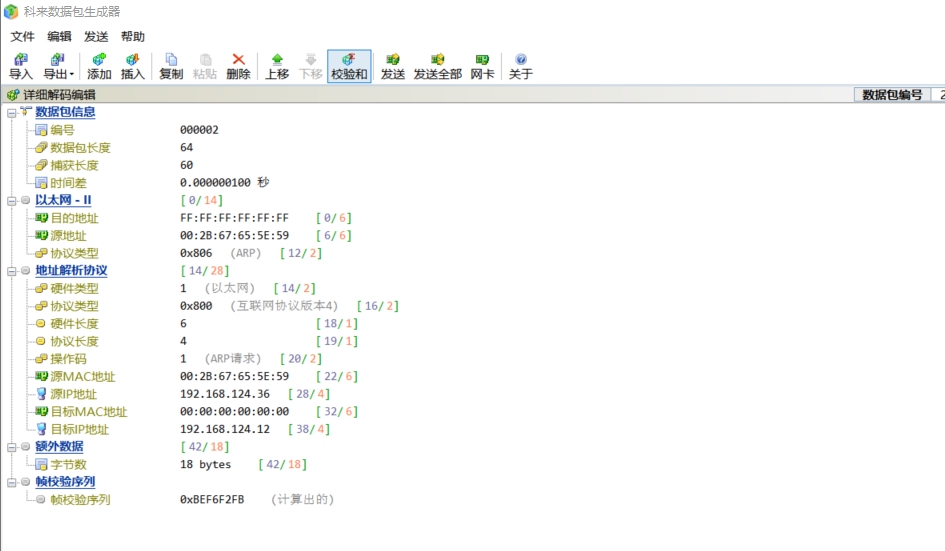 科来数据包生成器
文件 编辑 发送 帮助
导入 导出 添加 插入 复制 粘贴 删除 上移 下移 校验和 发送 发送全部 网卡 关于
详细解码编辑 数据包编号 2
数据包信息
编号 000002
数据包长度 64
捕获长度 60
时间差 0.000000100 秒
以太网 - II [0/14]
目的地址 FF:FF:FF:FF:FF:FF [0/6]
源地址 00:2B:67:65:5E:59 [6/6]
协议类型 0x806 (ARP) [12/2]
地址解析协议 [14/28]
硬件类型 1 (以太网) [14/2]
协议类型 0x800 (互联网协议版本4) [16/2]
硬件长度 6 [18/1]
协议长度 4 [19/1]
操作码 1 (ARP请求) [20/2]
源MAC地址 00:2B:67:65:5E:59 [22/6]
源IP地址 192.168.124.36 [28/4]
目标MAC地址 00:00:00:00:00:00 [32/6]
目标IP地址 192.168.124.12 [38/4]
额外数据 [42/18]
字节数 18 bytes [42/18]
帧校验序列
帧校验序列 0xBEF6F2FB (计算出的)